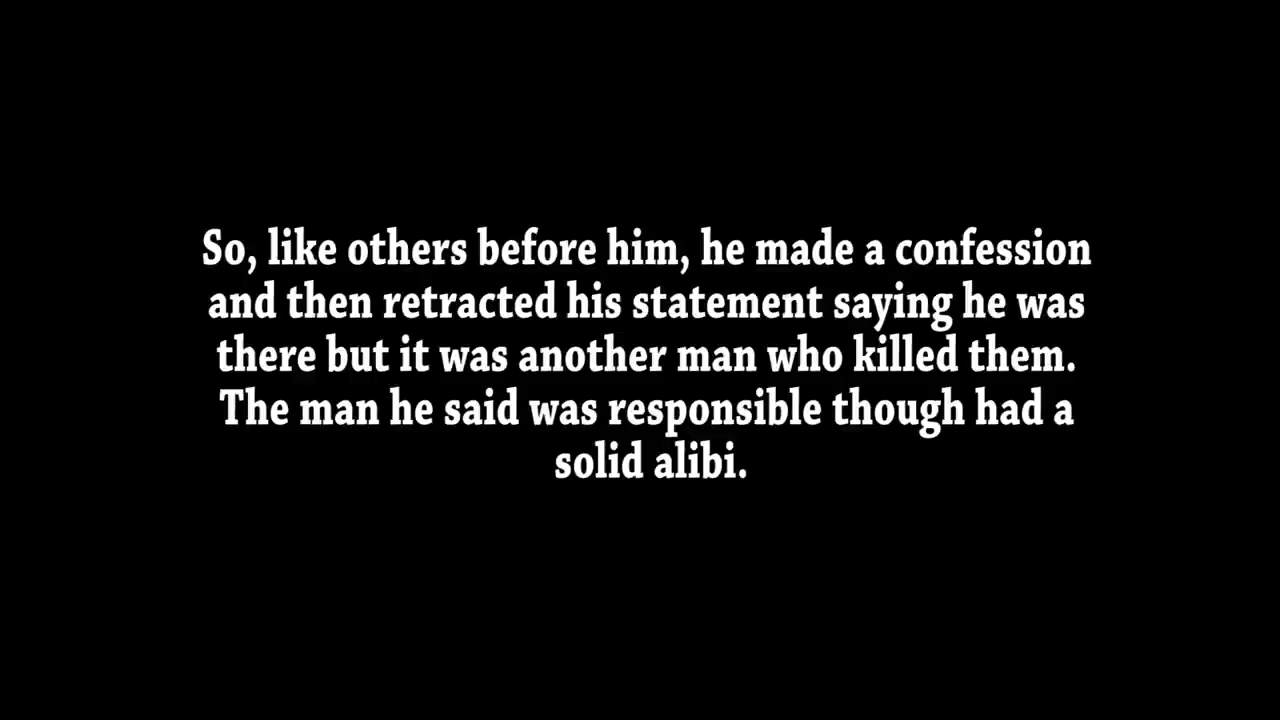 So, like others before him, he made a confession
and then retracted his statement saying he was
there but it was another man who killed them.
The man he said was responsible though had a
solid alibi.